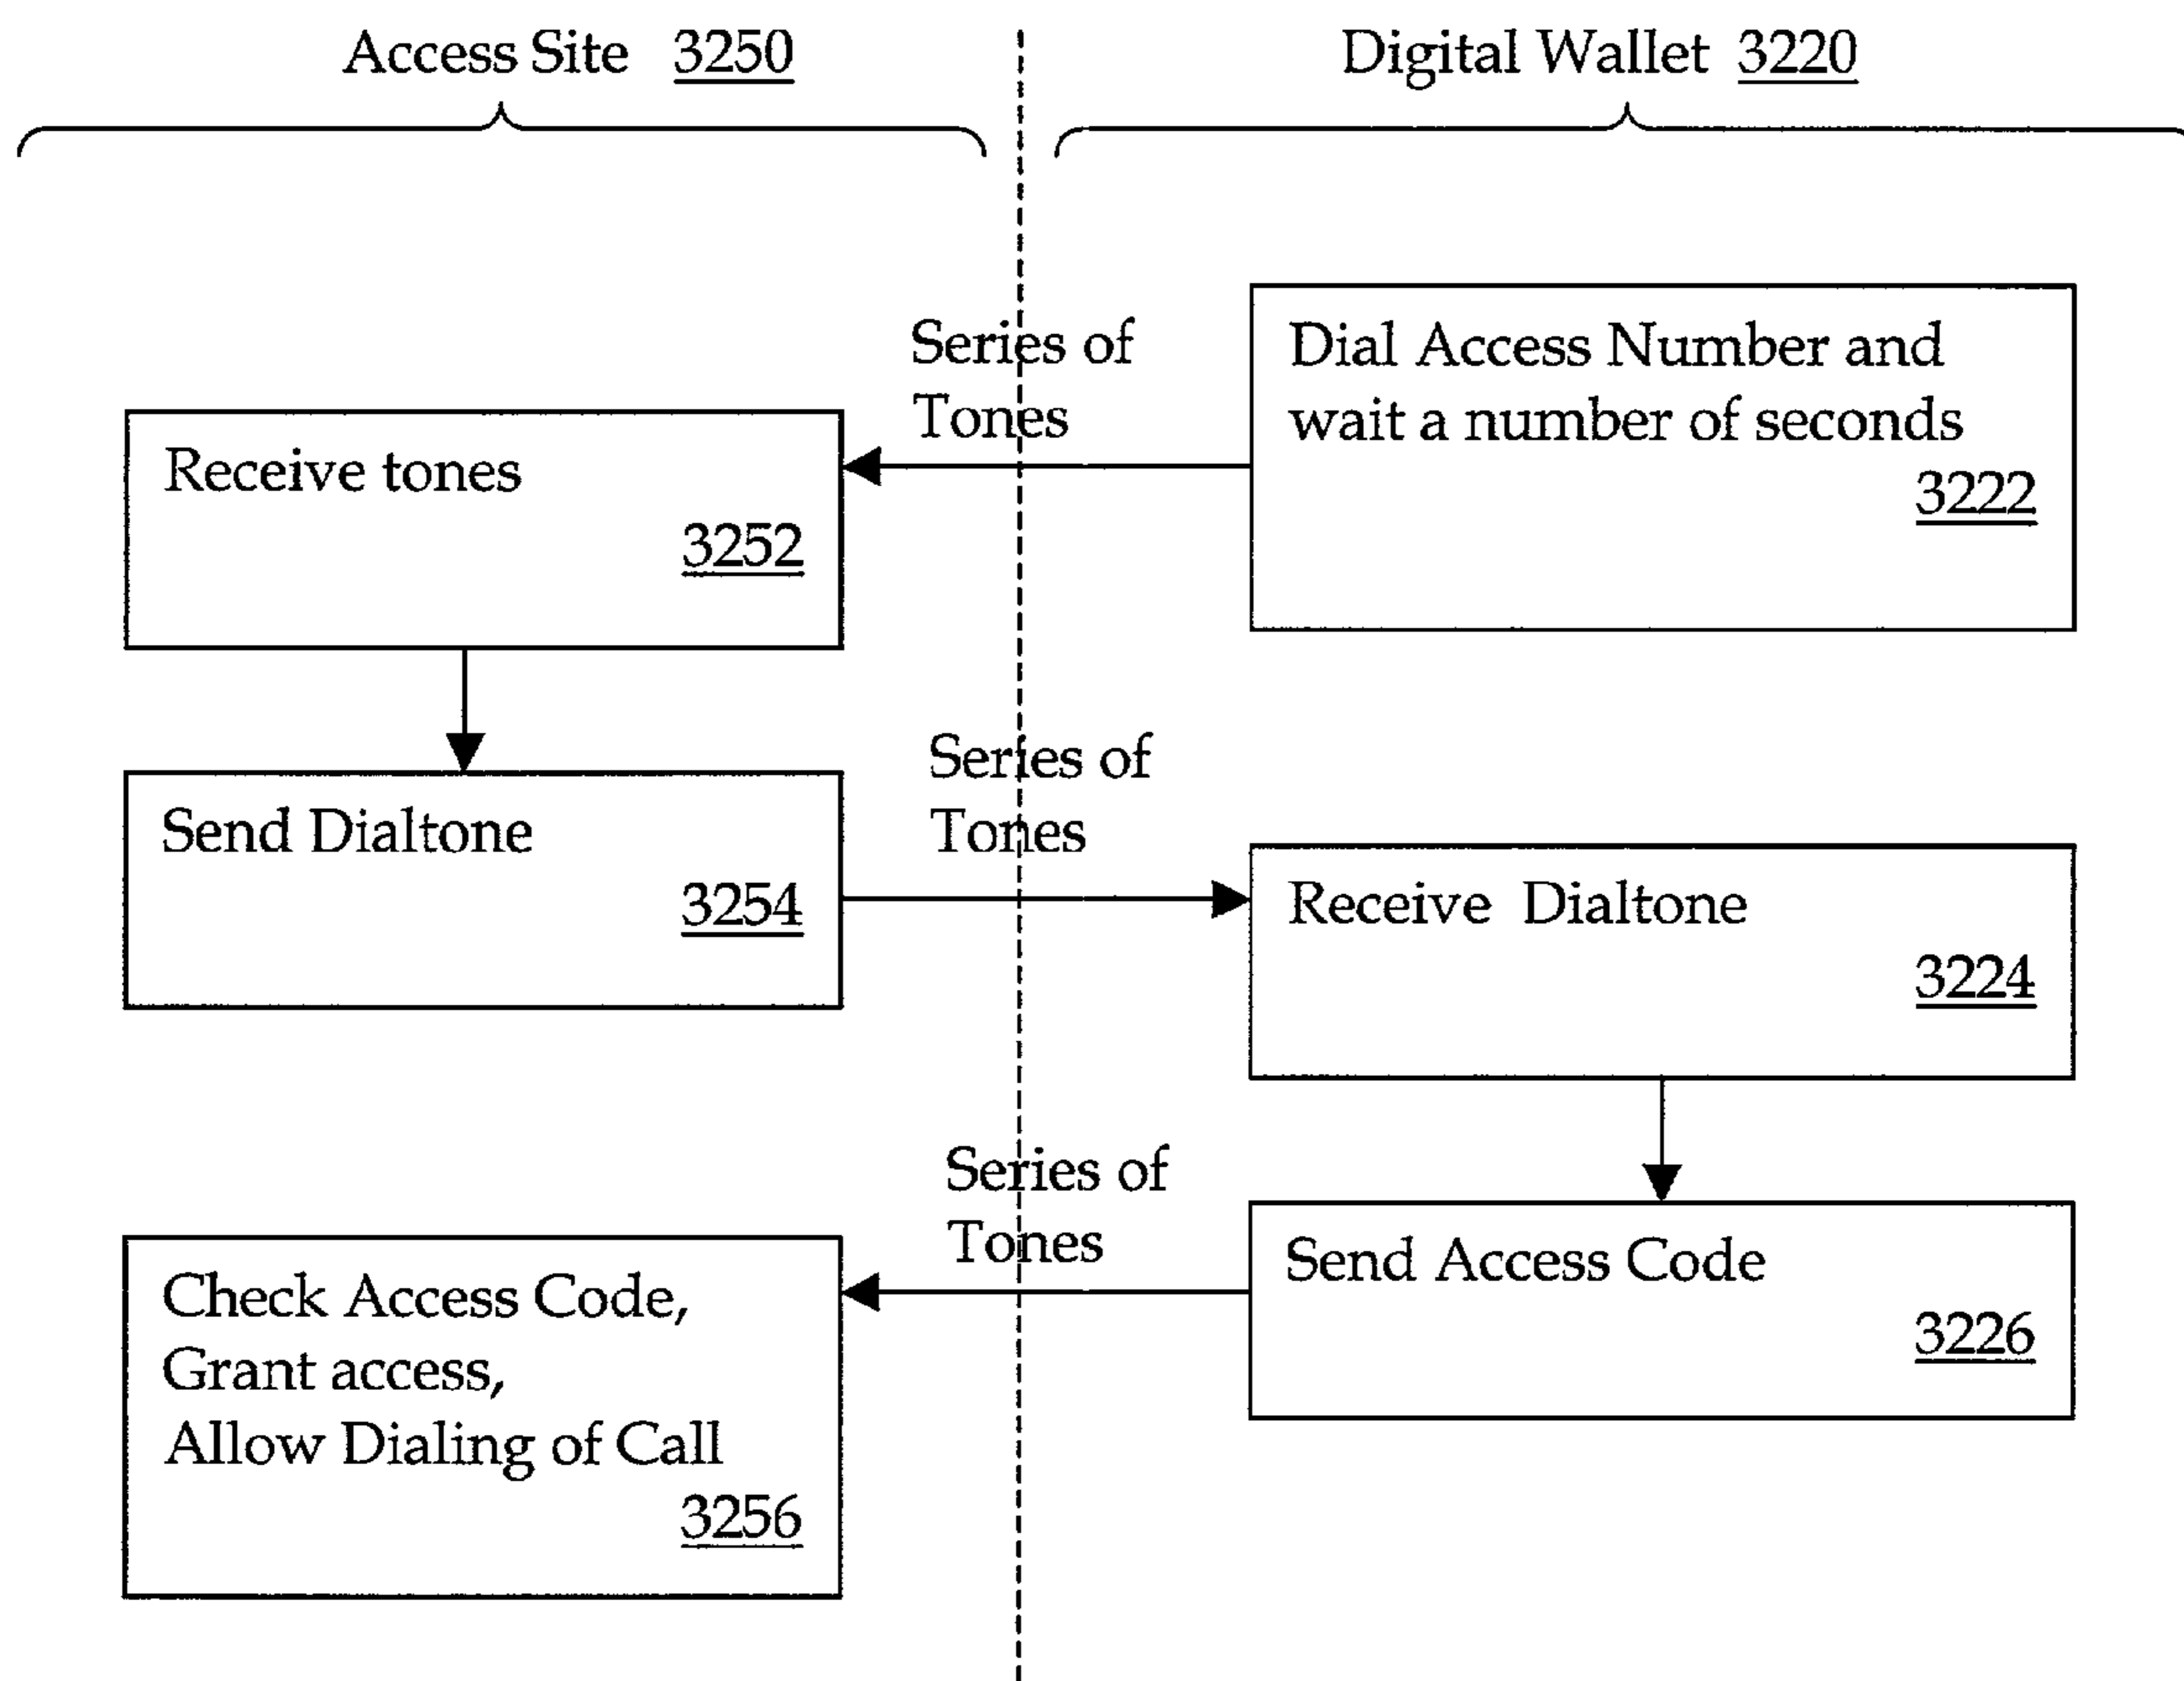 Access Site 3250
Digital Wallet 3220
Series of
Tones
Dial Access Number and
wait a number of seconds
3222
Receive tones
3252
Series of
Tones
Send Dialtone
3254
Receive Dialtone
3224
Series of
Tones
Send Access Code
3226
Check Access Code,
Grant access,
Allow Dialing of Call
3256